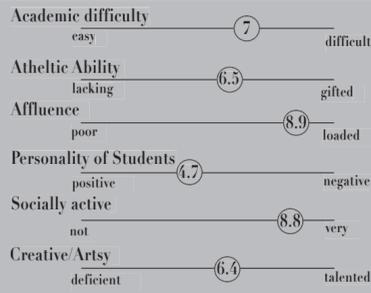 Academic difficulty
7
easy
difficult
Atheltic Ability
6.5
lacking
gifted
Affluence
8.9
poor
loaded
Personality of Students
4.7
positive
negative
Socially active
8.8
not
very
Creative/Artsy
6.4
deficient
talented